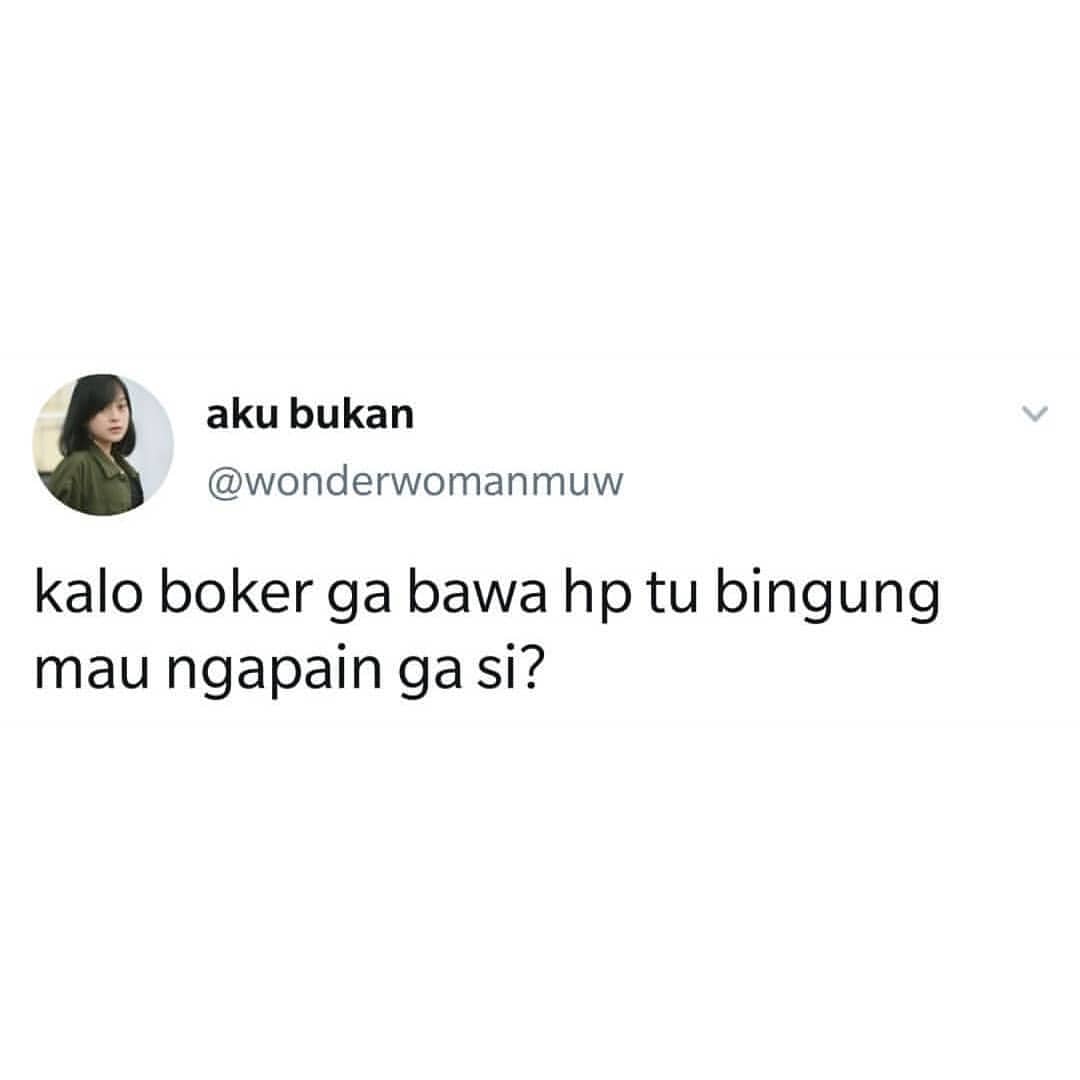 aku bukan
@wonderwomanmuw
kalo boker ga bawa hp tu bingung
mau ngapain ga si?